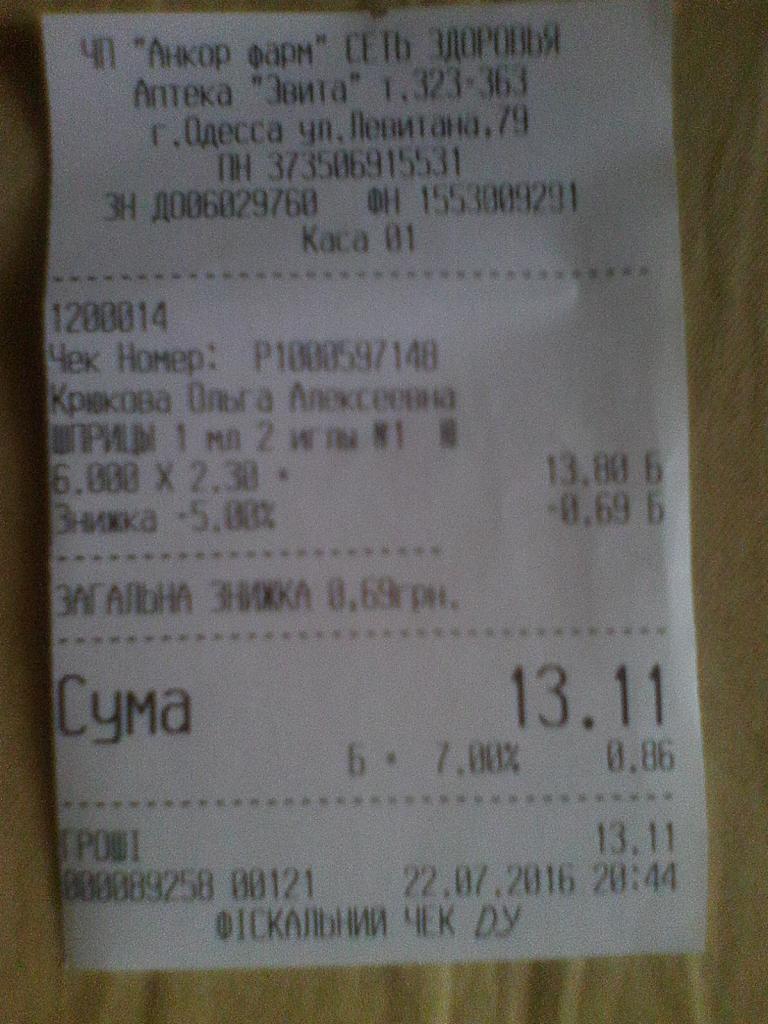 ЧП "Анкор фарм" СЕТЬ ЗДОРОВЬЯ
Аптека "Эвита" т.323-363
г.Одесса ул.Левитана,79
ПН 373506915531
ЗН ДО06029760 ФН 1553009291
Каса 01
1200014
Чек Номер: Р1000597148
Крюкова Ольга Алексеевна
ШПРИЦЫ 1 мл 2 иглы №1
6.000 X 2.30 = 13.80 Б
Знижка -5.00% -0.69 Б
ЗАГАЛЬНА ЗНИЖКА 0.69грн.
Сума 13.11
Б = 7.00% 0.86
ГРОШІ 13.11
000089258 00121 22.07.2016 20:44
ФІСКАЛЬНИЙ ЧЕК ДУ